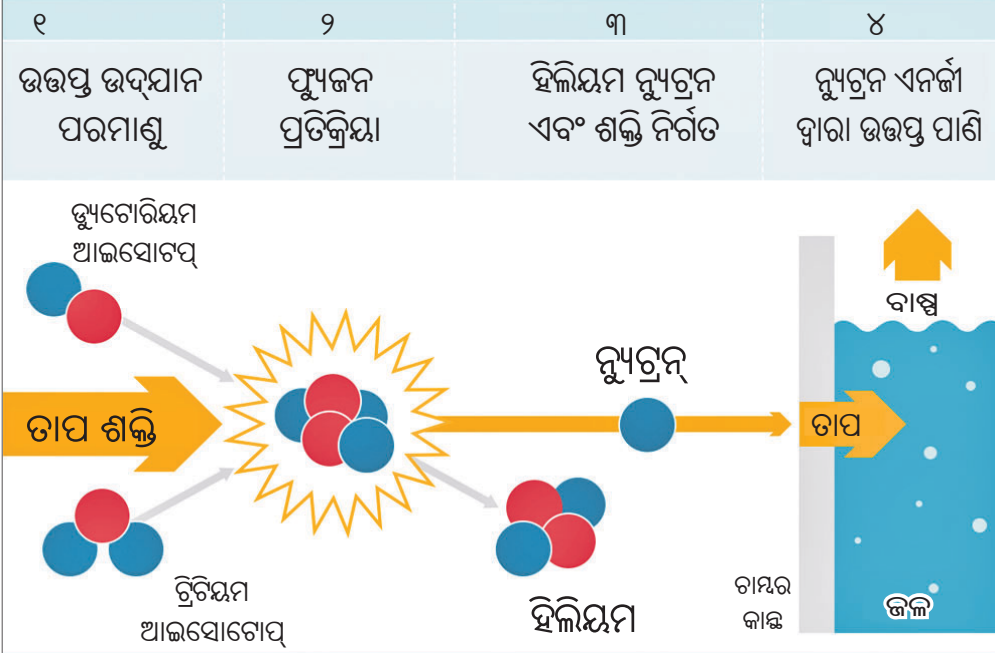 ୧
ଉତ୍ତପ୍ତ ଉଦ୍‌ଯାନ
ପରମାଣୁ
୨
ଫ୍ୟୁଜନ
ପ୍ରତିକ୍ରିୟା
୩
ହିଲିୟମ ନ୍ୟୁଟ୍ରନ
ଏବଂ ଶକ୍ତି ନିର୍ଗତ
୪
ନ୍ୟୁଟ୍ରନ ଏନର୍ଜୀ
ଦ୍ୱାରା ଉତ୍ତପ୍ତ ପାଣି
ଡ୍ୟୁଟୋରିୟମ
ଆଇସୋଟପ୍
ତାପ ଶକ୍ତି
ଟ୍ରିଟିୟମ
ଆଇସୋଟୋପ୍
ନ୍ୟୁଟ୍ରନ୍
ହିଲିୟମ
ବାଷ୍ପ
ତାପ
ଚାମ୍ବର
କାନ୍ଥ
ଜଳ